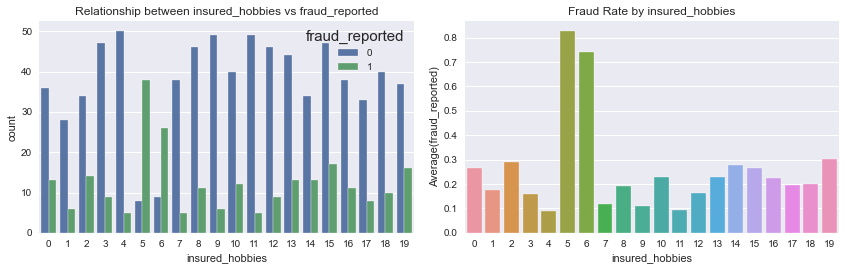 Relationship between insured_hobbies vs fraud_reported
count
50
40
30
20
10
0
fraud_reported
0
1
0 1 2 3 4 5 6 7 8 9 10 11 12 13 14 15 16 17 18 19
insured_hobbies
Fraud Rate by insured_hobbies
Average(fraud_reported)
0.8
0.7
0.6
0.5
0.4
0.3
0.2
0.1
0.0
0 1 2 3 4 5 6 7 8 9 10 11 12 13 14 15 16 17 18 19
insured_hobbies